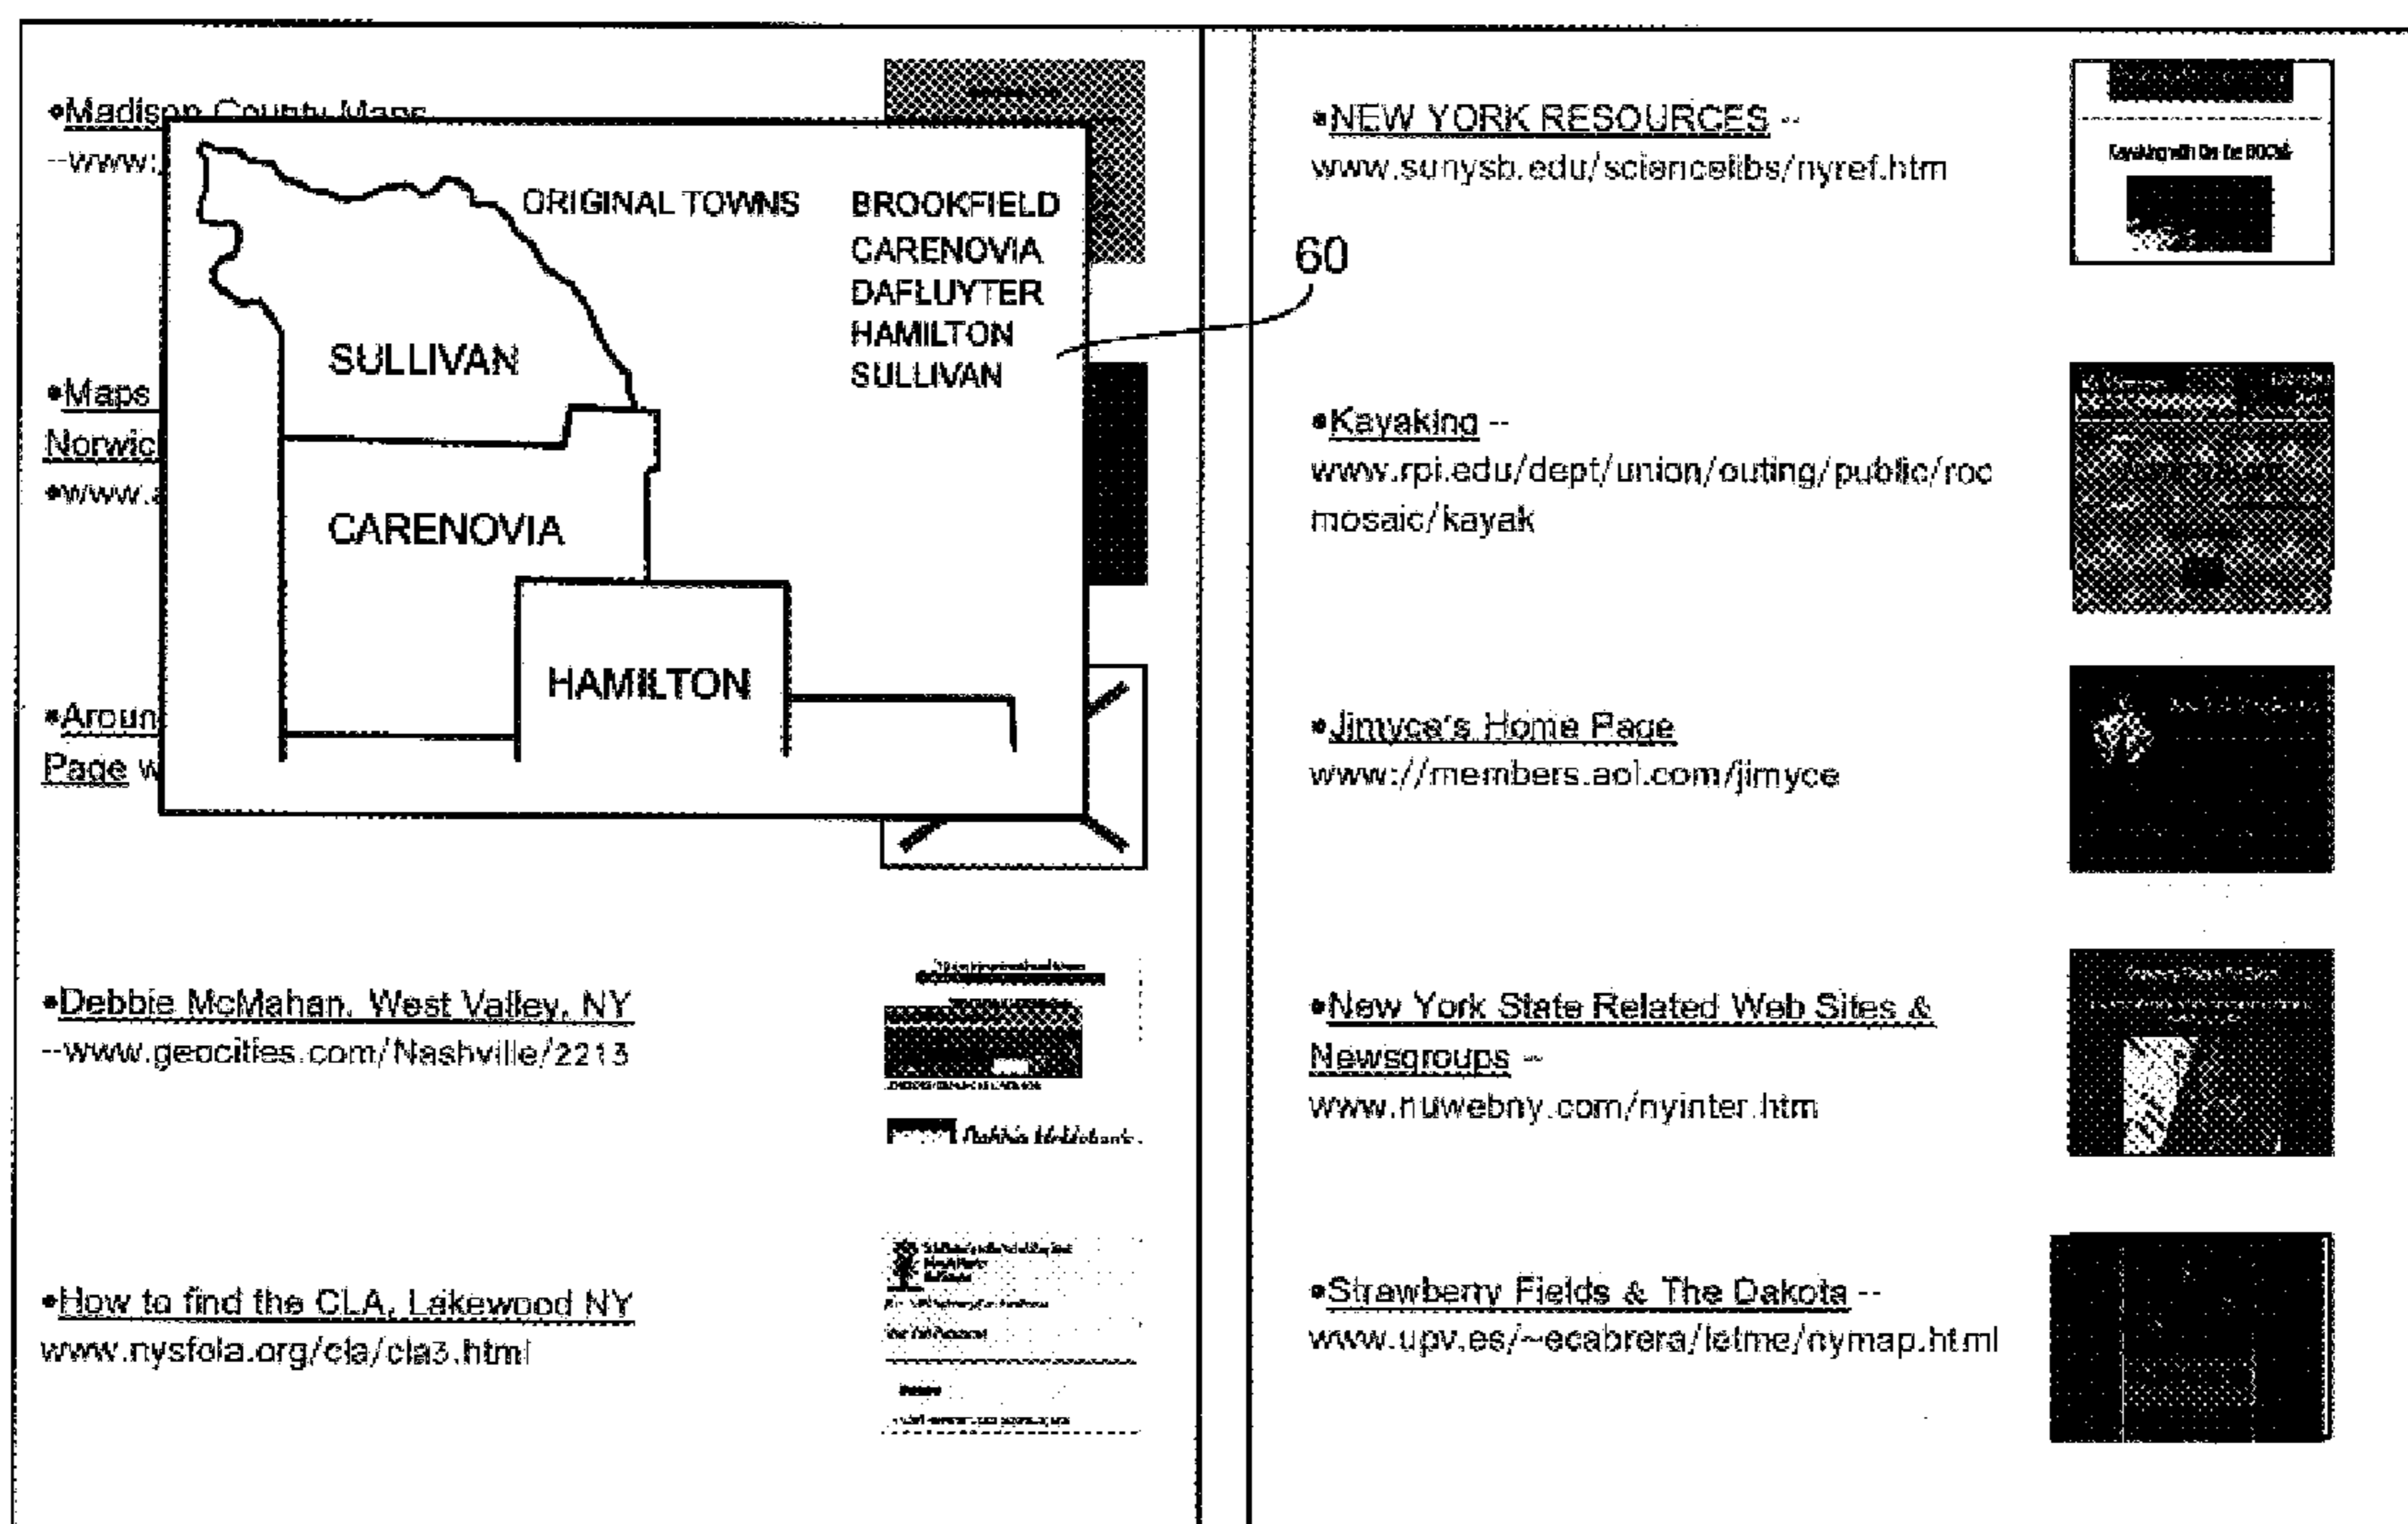 •Madison County Maps
--www.
ORIGINAL TOWNS
BROOKFIELD
CARENOVIA
DAFLUYTER
HAMILTON
SULLIVAN
SULLIVAN
CARENOVIA
HAMILTON
60
•Maps
Norwic
•www.a
•Aroun
Page w
•Debbie McMahan, West Valley, NY
--www.geocities.com/Nashville/2213
•How to find the CLA, Lakewood NY
www.nysfola.org/cla/cla3.html
•NEW YORK RESOURCES --
www.sunysb.edu/sciencelibs/nyref.htm
•Kayaking --
www.rpi.edu/dept/union/outing/public/roc
mosaic/kayak
•Jimyce's Home Page
www://members.aol.com/jimyce
•New York State Related Web Sites &
Newsgroups --
www.nuwebny.com/nyinter.htm
•Strawberry Fields & The Dakota --
www.upv.es/~ecabrera/letme/nymap.html